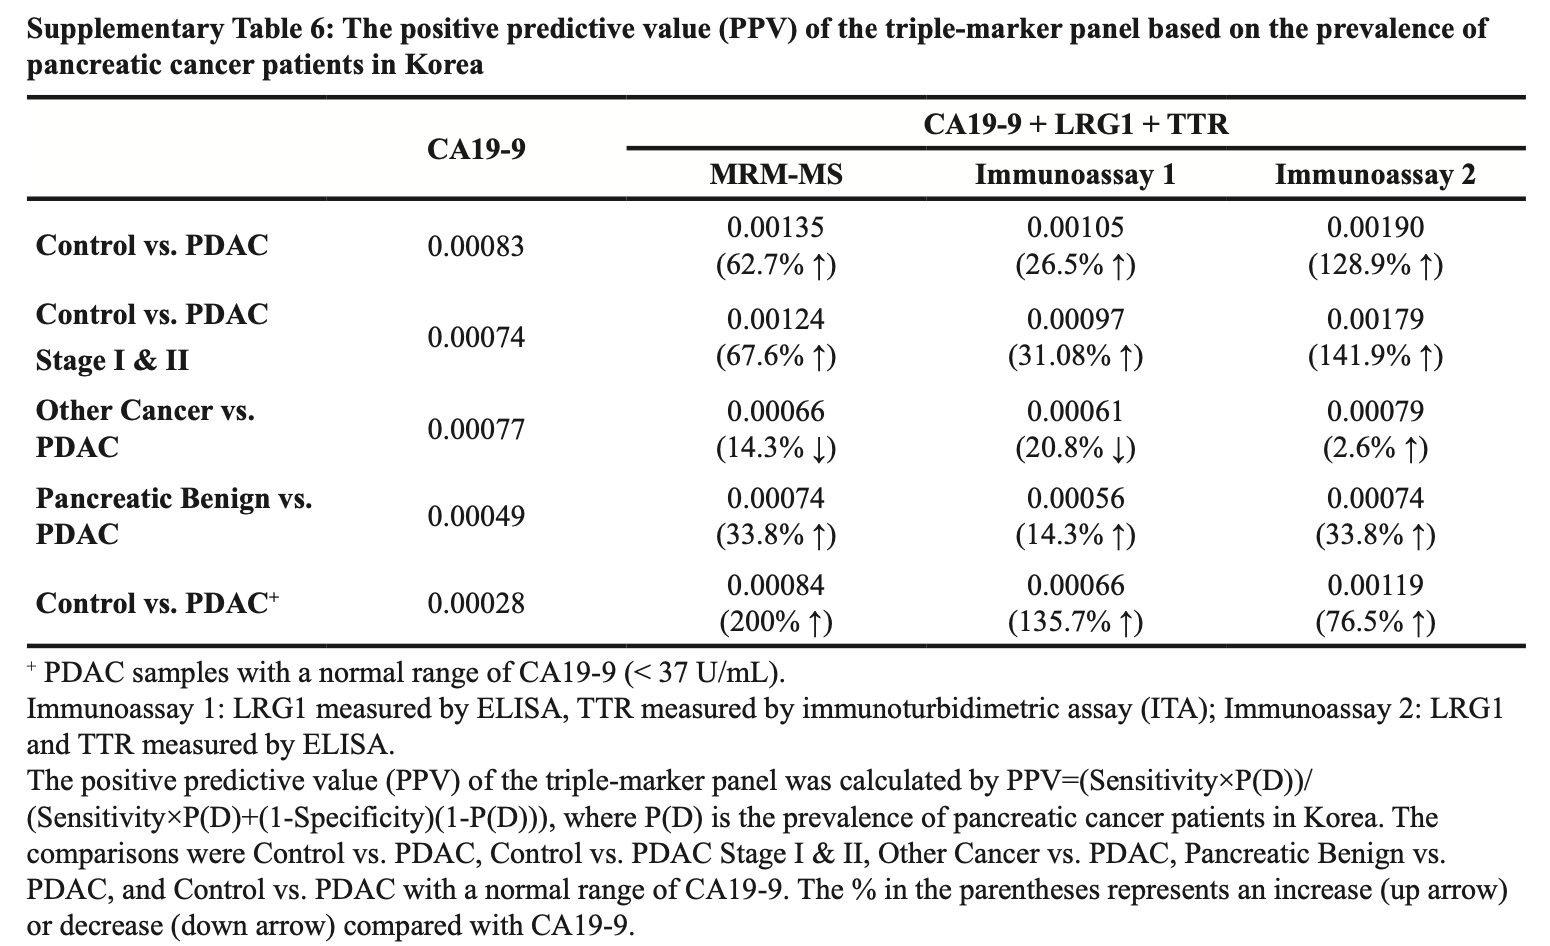 Supplementary Table 6: The positive predictive value (PPV) of the triple-marker panel based on the prevalence of
pancreatic cancer patients in Korea
CA19-9
CA19-9 + LRG1 + TTR
MRM-MS Immunoassay 1 Immunoassay 2
Control vs. PDAC 0.00083 0.00135 (62.7% ↑) 0.00105 (26.5% ↑) 0.00190 (128.9% ↑)
Control vs. PDAC
Stage I & II 0.00074 0.00124 (67.6% ↑) 0.00097 (31.08% ↑) 0.00179 (141.9% ↑)
Other Cancer vs.
PDAC 0.00077 0.00066 (14.3% ↓) 0.00061 (20.8% ↓) 0.00079 (2.6% ↑)
Pancreatic Benign vs.
PDAC 0.00049 0.00074 (33.8% ↑) 0.00056 (14.3% ↑) 0.00074 (33.8% ↑)
Control vs. PDAC⁺ 0.00028 0.00084 (200% ↑) 0.00066 (135.7% ↑) 0.00119 (76.5% ↑)
⁺ PDAC samples with a normal range of CA19-9 (< 37 U/mL).
Immunoassay 1: LRG1 measured by ELISA, TTR measured by immunoturbidimetric assay (ITA); Immunoassay 2: LRG1
and TTR measured by ELISA.
The positive predictive value (PPV) of the triple-marker panel was calculated by PPV=(Sensitivity×P(D))/
(Sensitivity×P(D)+(1-Specificity)(1-P(D))), where P(D) is the prevalence of pancreatic cancer patients in Korea. The
comparisons were Control vs. PDAC, Control vs. PDAC Stage I & II, Other Cancer vs. PDAC, Pancreatic Benign vs.
PDAC, and Control vs. PDAC with a normal range of CA19-9. The % in the parentheses represents an increase (up arrow)
or decrease (down arrow) compared with CA19-9.